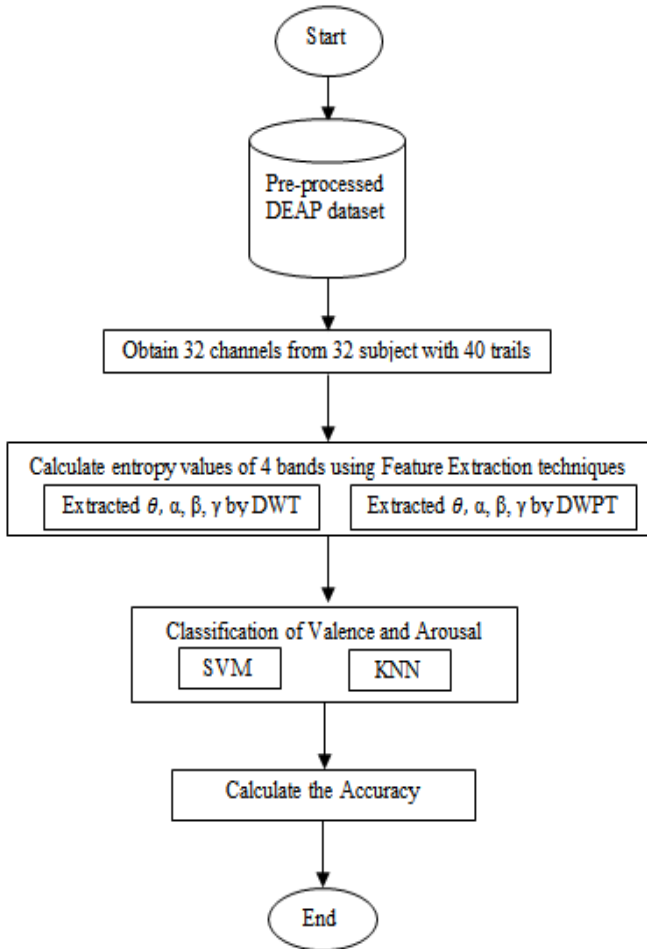 Start
Pre-processed
DEAP dataset
Obtain 32 channels from 32 subject with 40 trails
Calculate entropy values of 4 bands using Feature Extraction techniques
Extracted θ, α, β, γ by DWT
Extracted θ, α, β, γ by DWPT
Classification of Valence and Arousal
SVM
KNN
Calculate the Accuracy
End